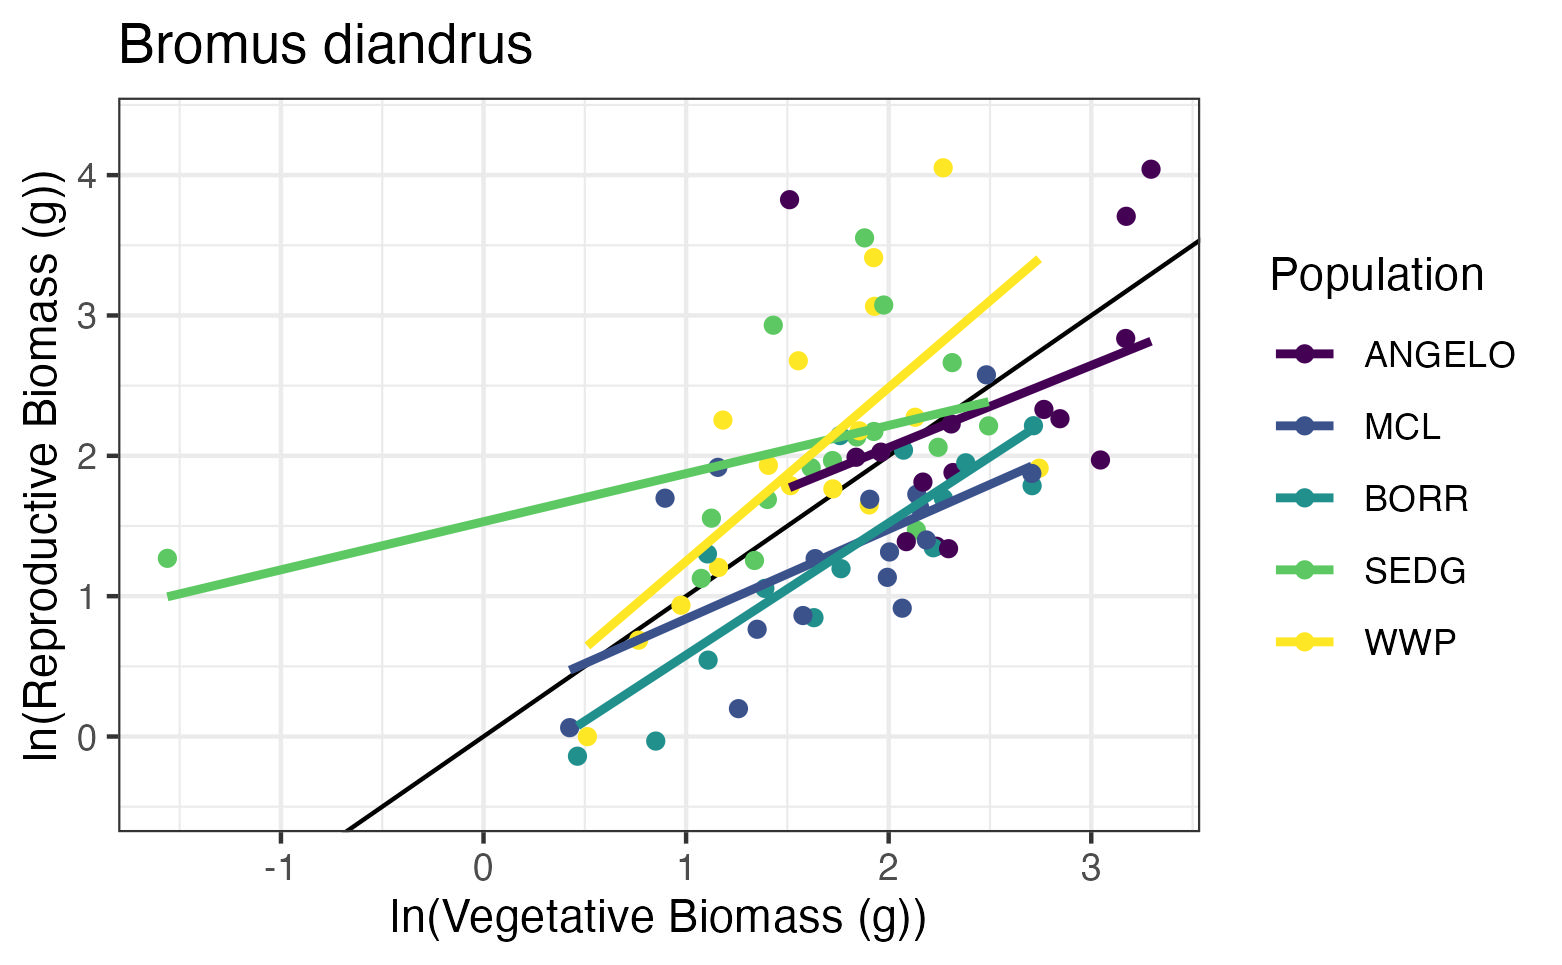 Bromus diandrus
ln(Reproductive Biomass (g))
4
3
2
1
0
-1 0 1 2 3
ln(Vegetative Biomass (g))
Population
ANGELO
MCL
BORR
SEDG
WWP